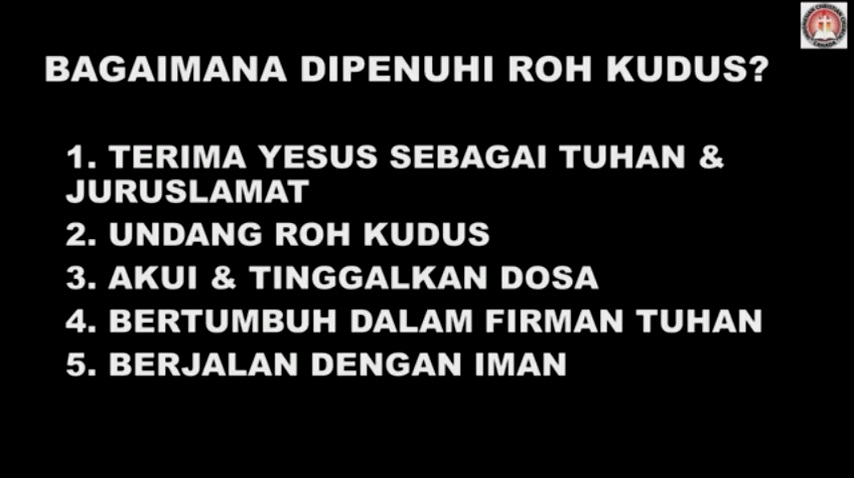 BAGAIMANA DIPENUHI ROH KUDUS?
1. TERIMA YESUS SEBAGAI TUHAN &
JURUSLAMAT
2. UNDANG ROH KUDUS
3. AKUI & TINGGALKAN DOSA
4. BERTUMBUH DALAM FIRMAN TUHAN
5. BERJALAN DENGAN IMAN